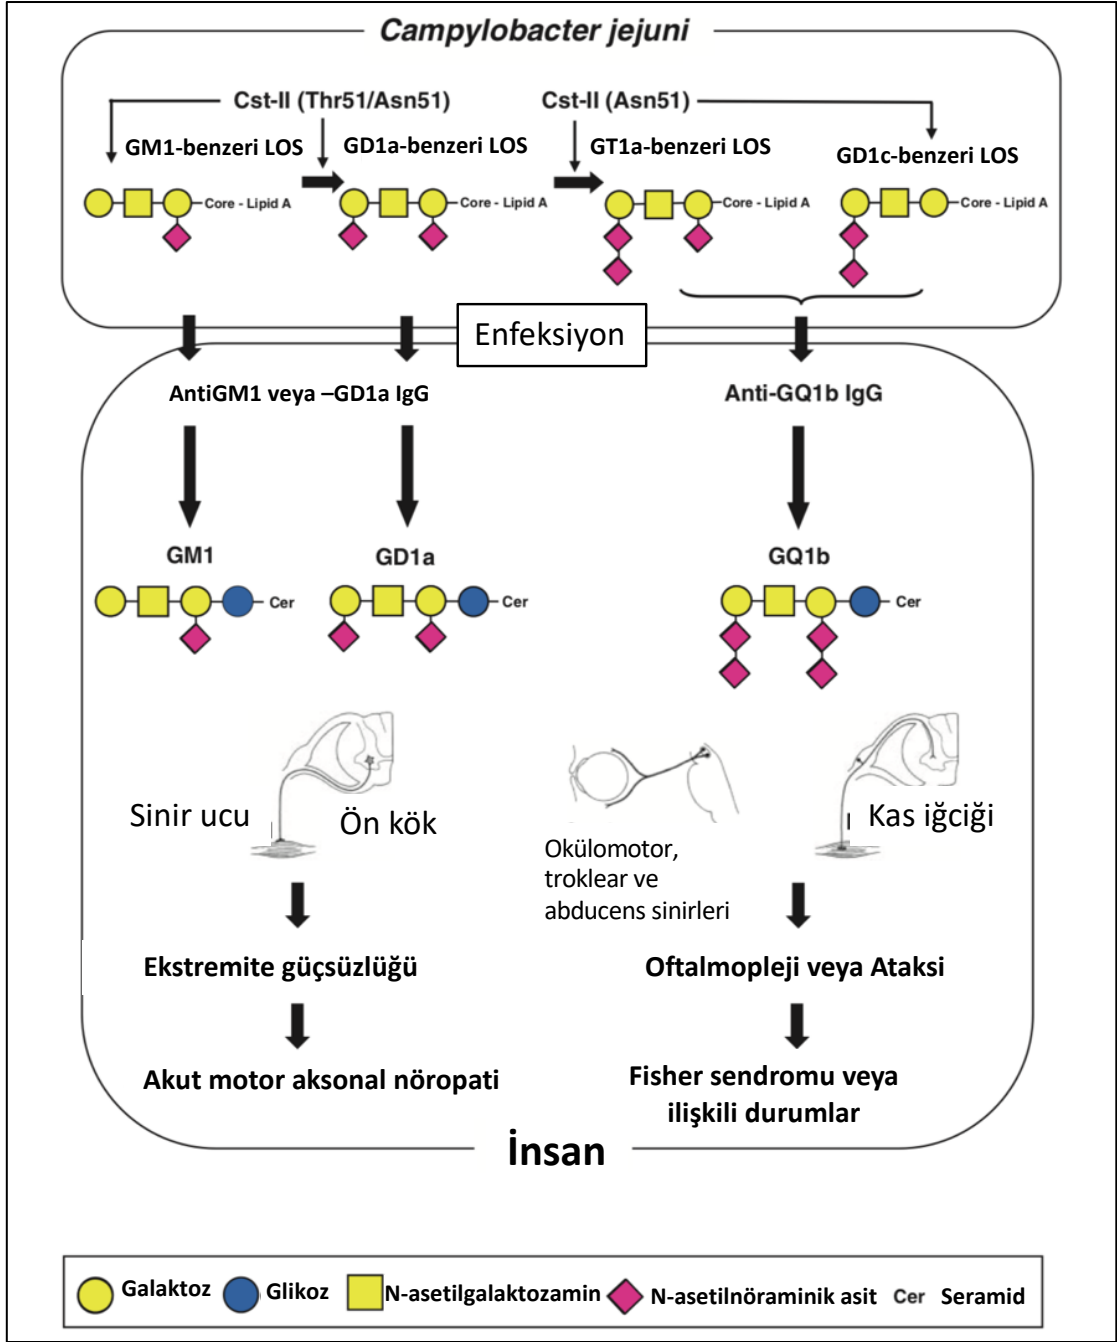 Campylobacter jejuni
Cst-II (Thr51/Asn51)
Cst-II (Asn51)
GM1-benzeri LOS
GD1a-benzeri LOS
GT1a-benzeri LOS
GD1c-benzeri LOS
Core - Lipid A
Core - Lipid A
Core - Lipid A
Core - Lipid A
Enfeksiyon
AntiGM1 veya –GD1a IgG
Anti-GQ1b IgG
GM1
GD1a
GQ1b
Cer
Cer
Cer
Sinir ucu
Ön kök
Okülomotor,
troklear ve
abducens sinirleri
Kas iğciği
Ekstremite güçsüzlüğü
Oftalmopleji veya Ataksi
Akut motor aksonal nöropati
Fisher sendromu veya
ilişkili durumlar
İnsan
Galaktoz
Glikoz
N-asetilgalaktozamin
N-asetilnöraminik asit
Cer Seramid